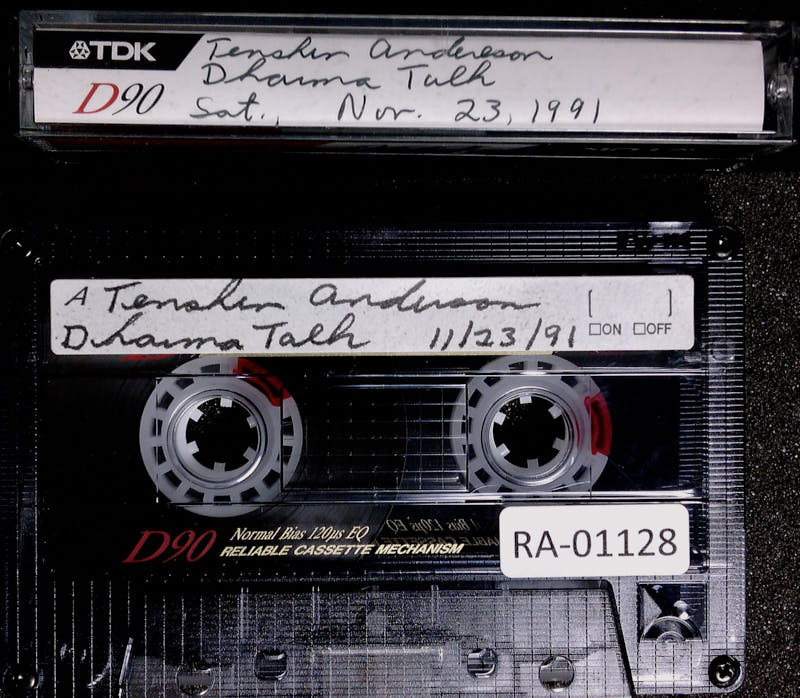 TDK
D90
Tenshin Anderson
Dharma Talk
Sat., Nov. 23, 1991
A Tenshin Anderson
[ ]
Dharma Talk 11/23/91
☐ON ☐OFF
D90
Normal Bias 120µs EQ
RELIABLE CASSETTE MECHANISM
RA-01128